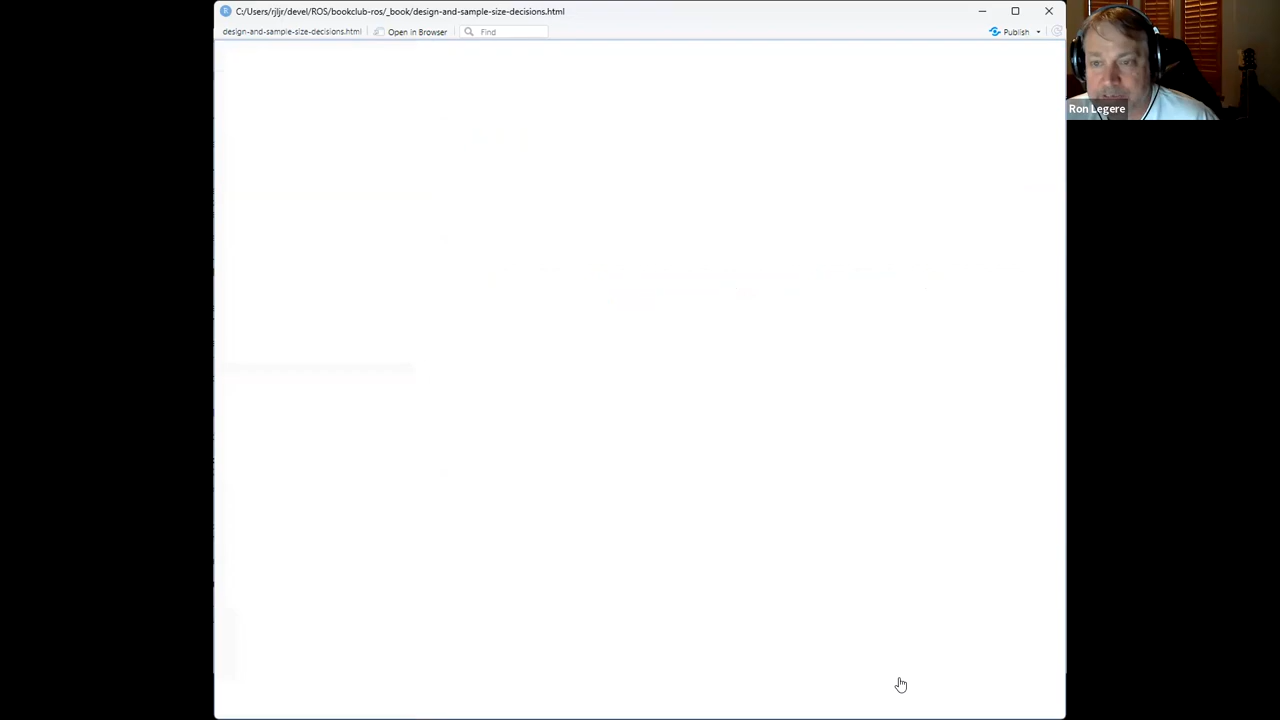 C:/Users/rjljr/devel/ROS/bookclub-ros/_book/design-and-sample-size-decisions.html
design-and-sample-size-decisions.html Open in Browser Find Publish
Ron Legere